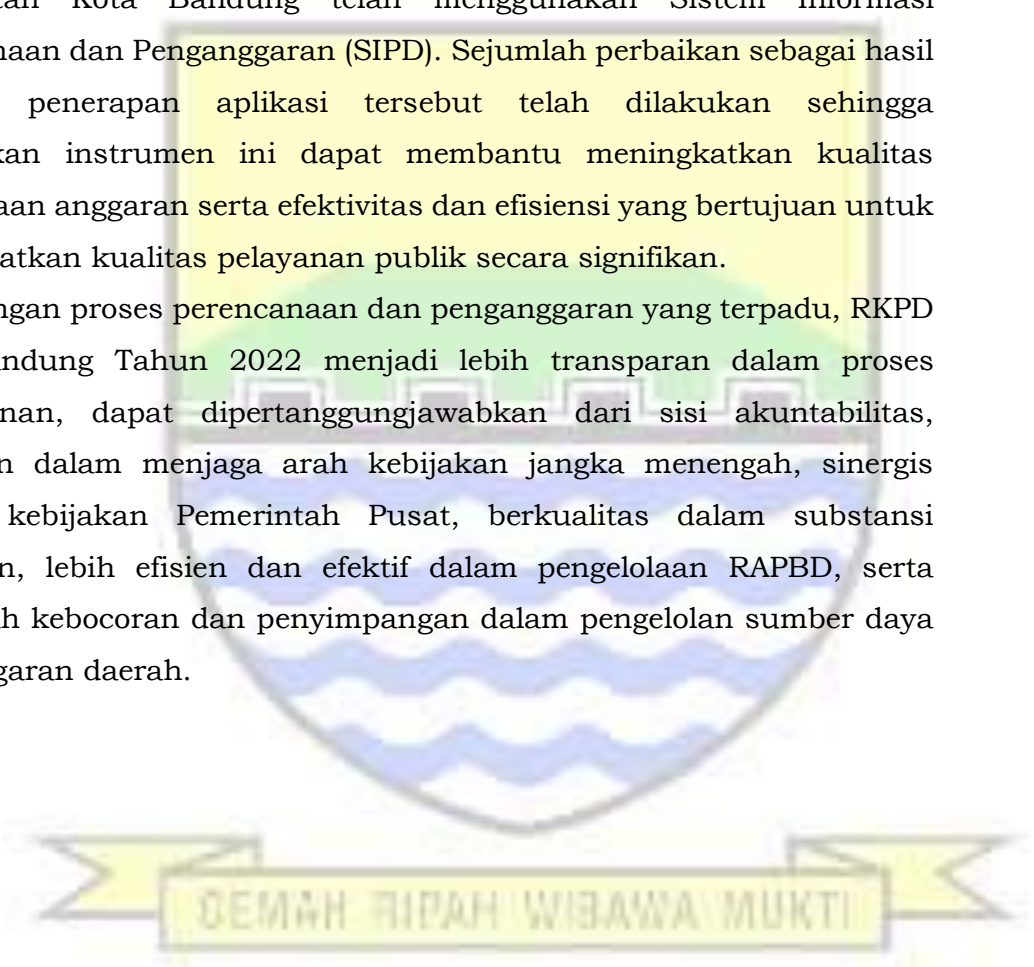 an Kota Bandung telah menggunakan Sistem Informasi
naan dan Penganggaran (SIPD). Sejumlah perbaikan sebagai hasil
penerapan aplikasi tersebut telah dilakukan sehingga
kan instrumen ini dapat membantu meningkatkan kualitas
aan anggaran serta efektivitas dan efisiensi yang bertujuan untuk
atkan kualitas pelayanan publik secara signifikan.
ngan proses perencanaan dan penganggaran yang terpadu, RKPD
andung Tahun 2022 menjadi lebih transparan dalam proses
nan, dapat dipertanggungjawabkan dari sisi akuntabilitas,
n dalam menjaga arah kebijakan jangka menengah, sinergis
kebijakan Pemerintah Pusat, berkualitas dalam substansi
n, lebih efisien dan efektif dalam pengelolaan RAPBD, serta
h kebocoran dan penyimpangan dalam pengelolan sumber daya
garan daerah.
GEMAH RIPAH WIBAWA MUKTI